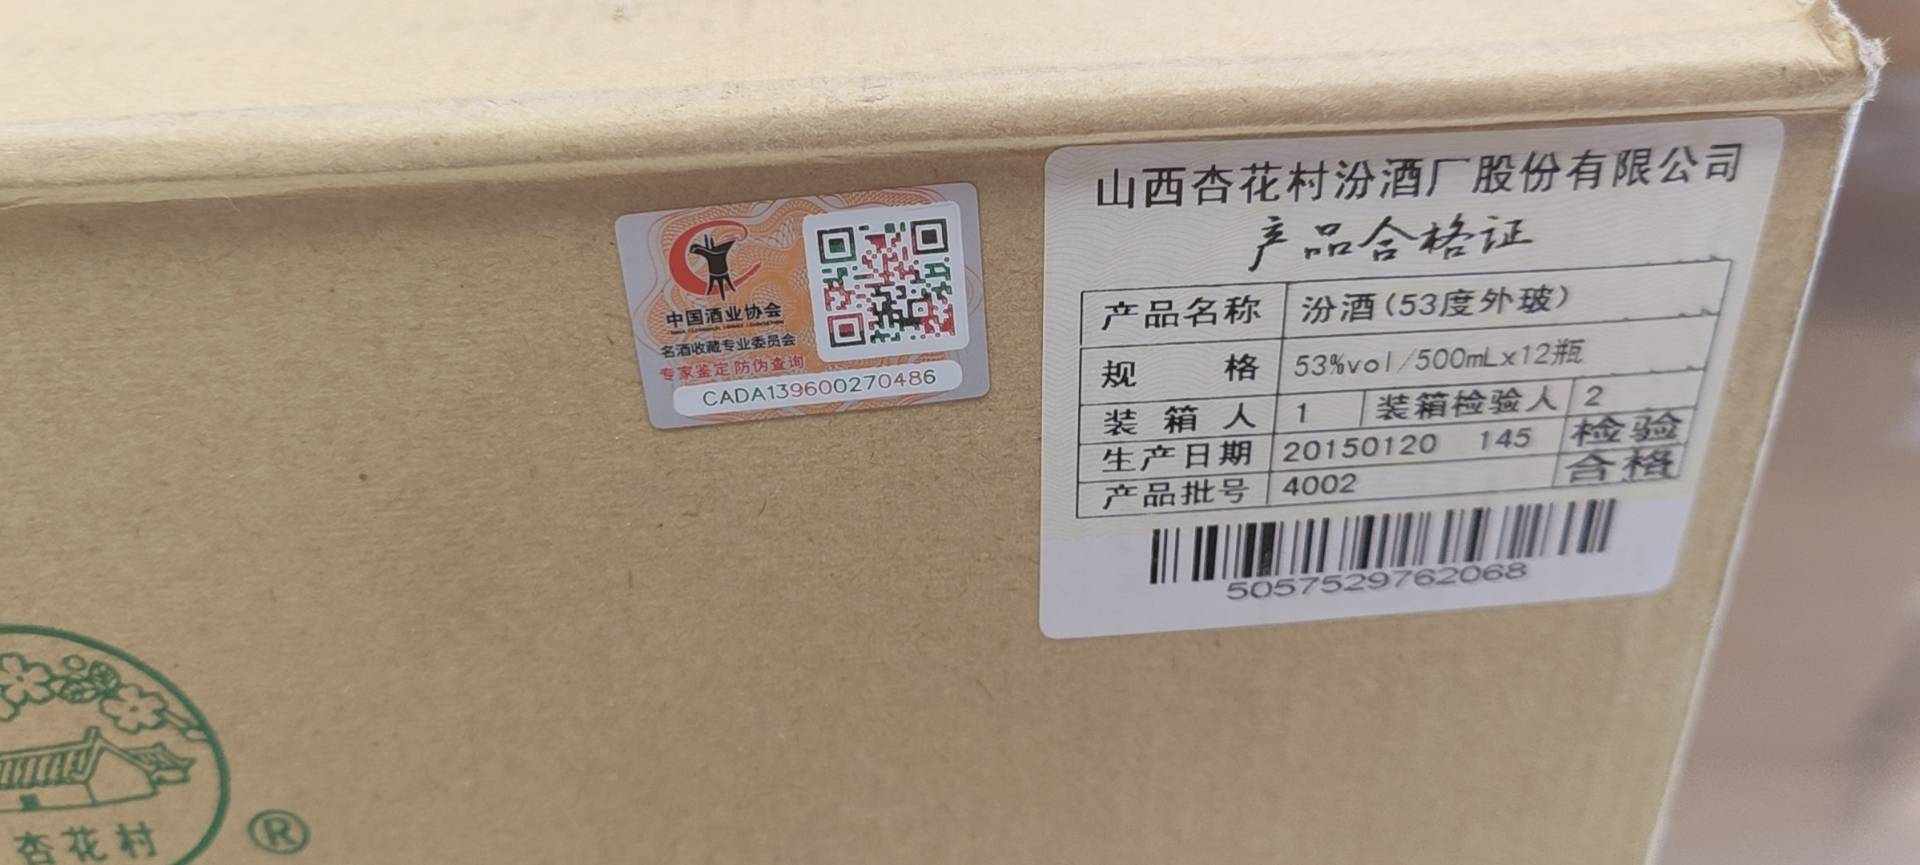 中国酒业协会
名酒收藏专业委员会
专家鉴定 防伪查询
CADA139600270486
山西杏花村汾酒厂股份有限公司
产品合格证
产品名称 汾酒(53度外玻)
规 格 53%vol/500mLx12瓶
装箱人 1 装箱检验人 2
生产日期 20150120 145 检验
产品批号 4002 合格
5057529762068
杏花村
®